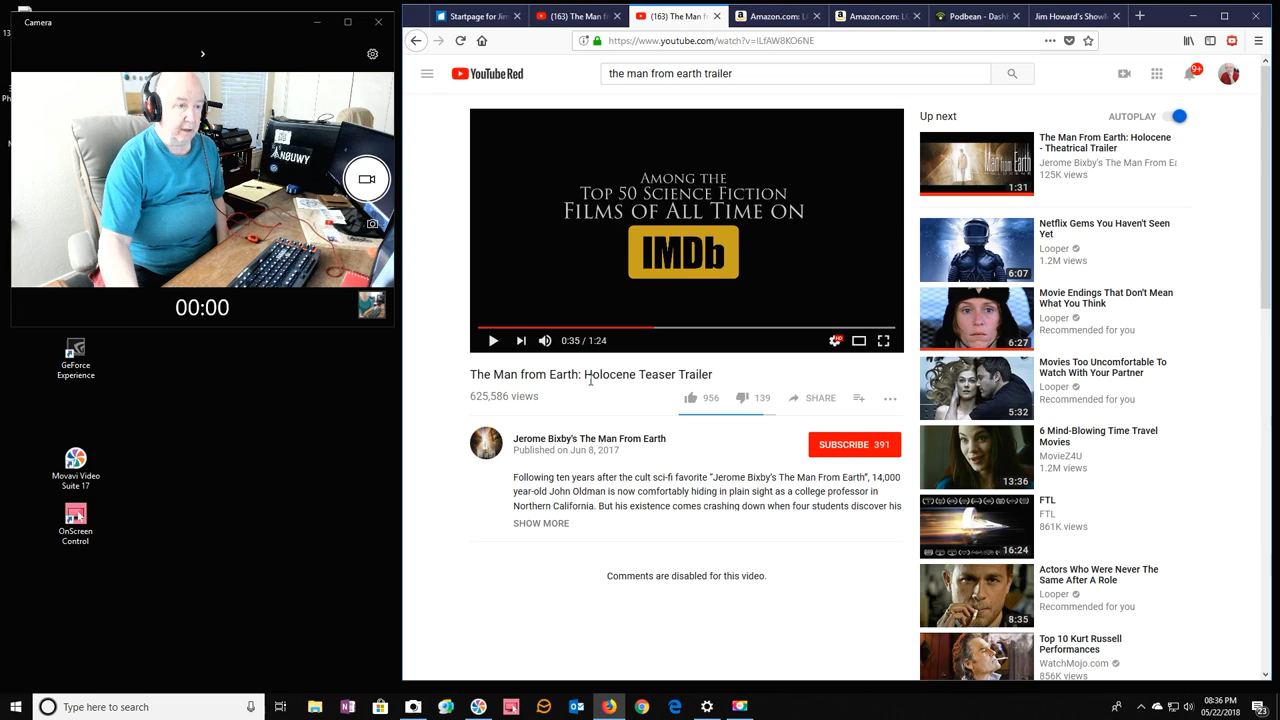 Camera
00:00
AN0UWY
GeForce
Experience
Movavi Video
Suite 17
OnScreen
Control
Startpage for Jim
(163) The Man fr
(163) The Man fr
Amazon.com: L
Amazon.com: L
Podbean - Dashb
Jim Howard's Show
https://www.youtube.com/watch?v=ILfAW8KO6NE
YouTube Red
the man from earth trailer
9+
AMONG THE
TOP 50 SCIENCE FICTION
FILMS OF ALL TIME ON
IMDb
0:35 / 1:24
HD
The Man from Earth: Holocene Teaser Trailer
625,586 views
956
139
SHARE
Jerome Bixby's The Man From Earth
Published on Jun 8, 2017
SUBSCRIBE 391
Following ten years after the cult sci-fi favorite “Jerome Bixby's The Man From Earth”, 14,000
year-old John Oldman is now comfortably hiding in plain sight as a college professor in
Northern California. But his existence comes crashing down when four students discover his
SHOW MORE
Comments are disabled for this video.
Up next
AUTOPLAY
The Man From Earth: Holocene
- Theatrical Trailer
Jerome Bixby's The Man From Ea
125K views
1:31
Netflix Gems You Haven't Seen
Yet
Looper
1.2M views
6:07
Movie Endings That Don't Mean
What You Think
Looper
Recommended for you
6:27
Movies Too Uncomfortable To
Watch With Your Partner
Looper
Recommended for you
5:32
6 Mind-Blowing Time Travel
Movies
MovieZ4U
1.2M views
13:36
FTL
FTL
861K views
16:24
Actors Who Were Never The
Same After A Role
Looper
Recommended for you
8:35
Top 10 Kurt Russell
Performances
WatchMojo.com
856K views
Type here to search
08:36 PM
05/22/2018
23